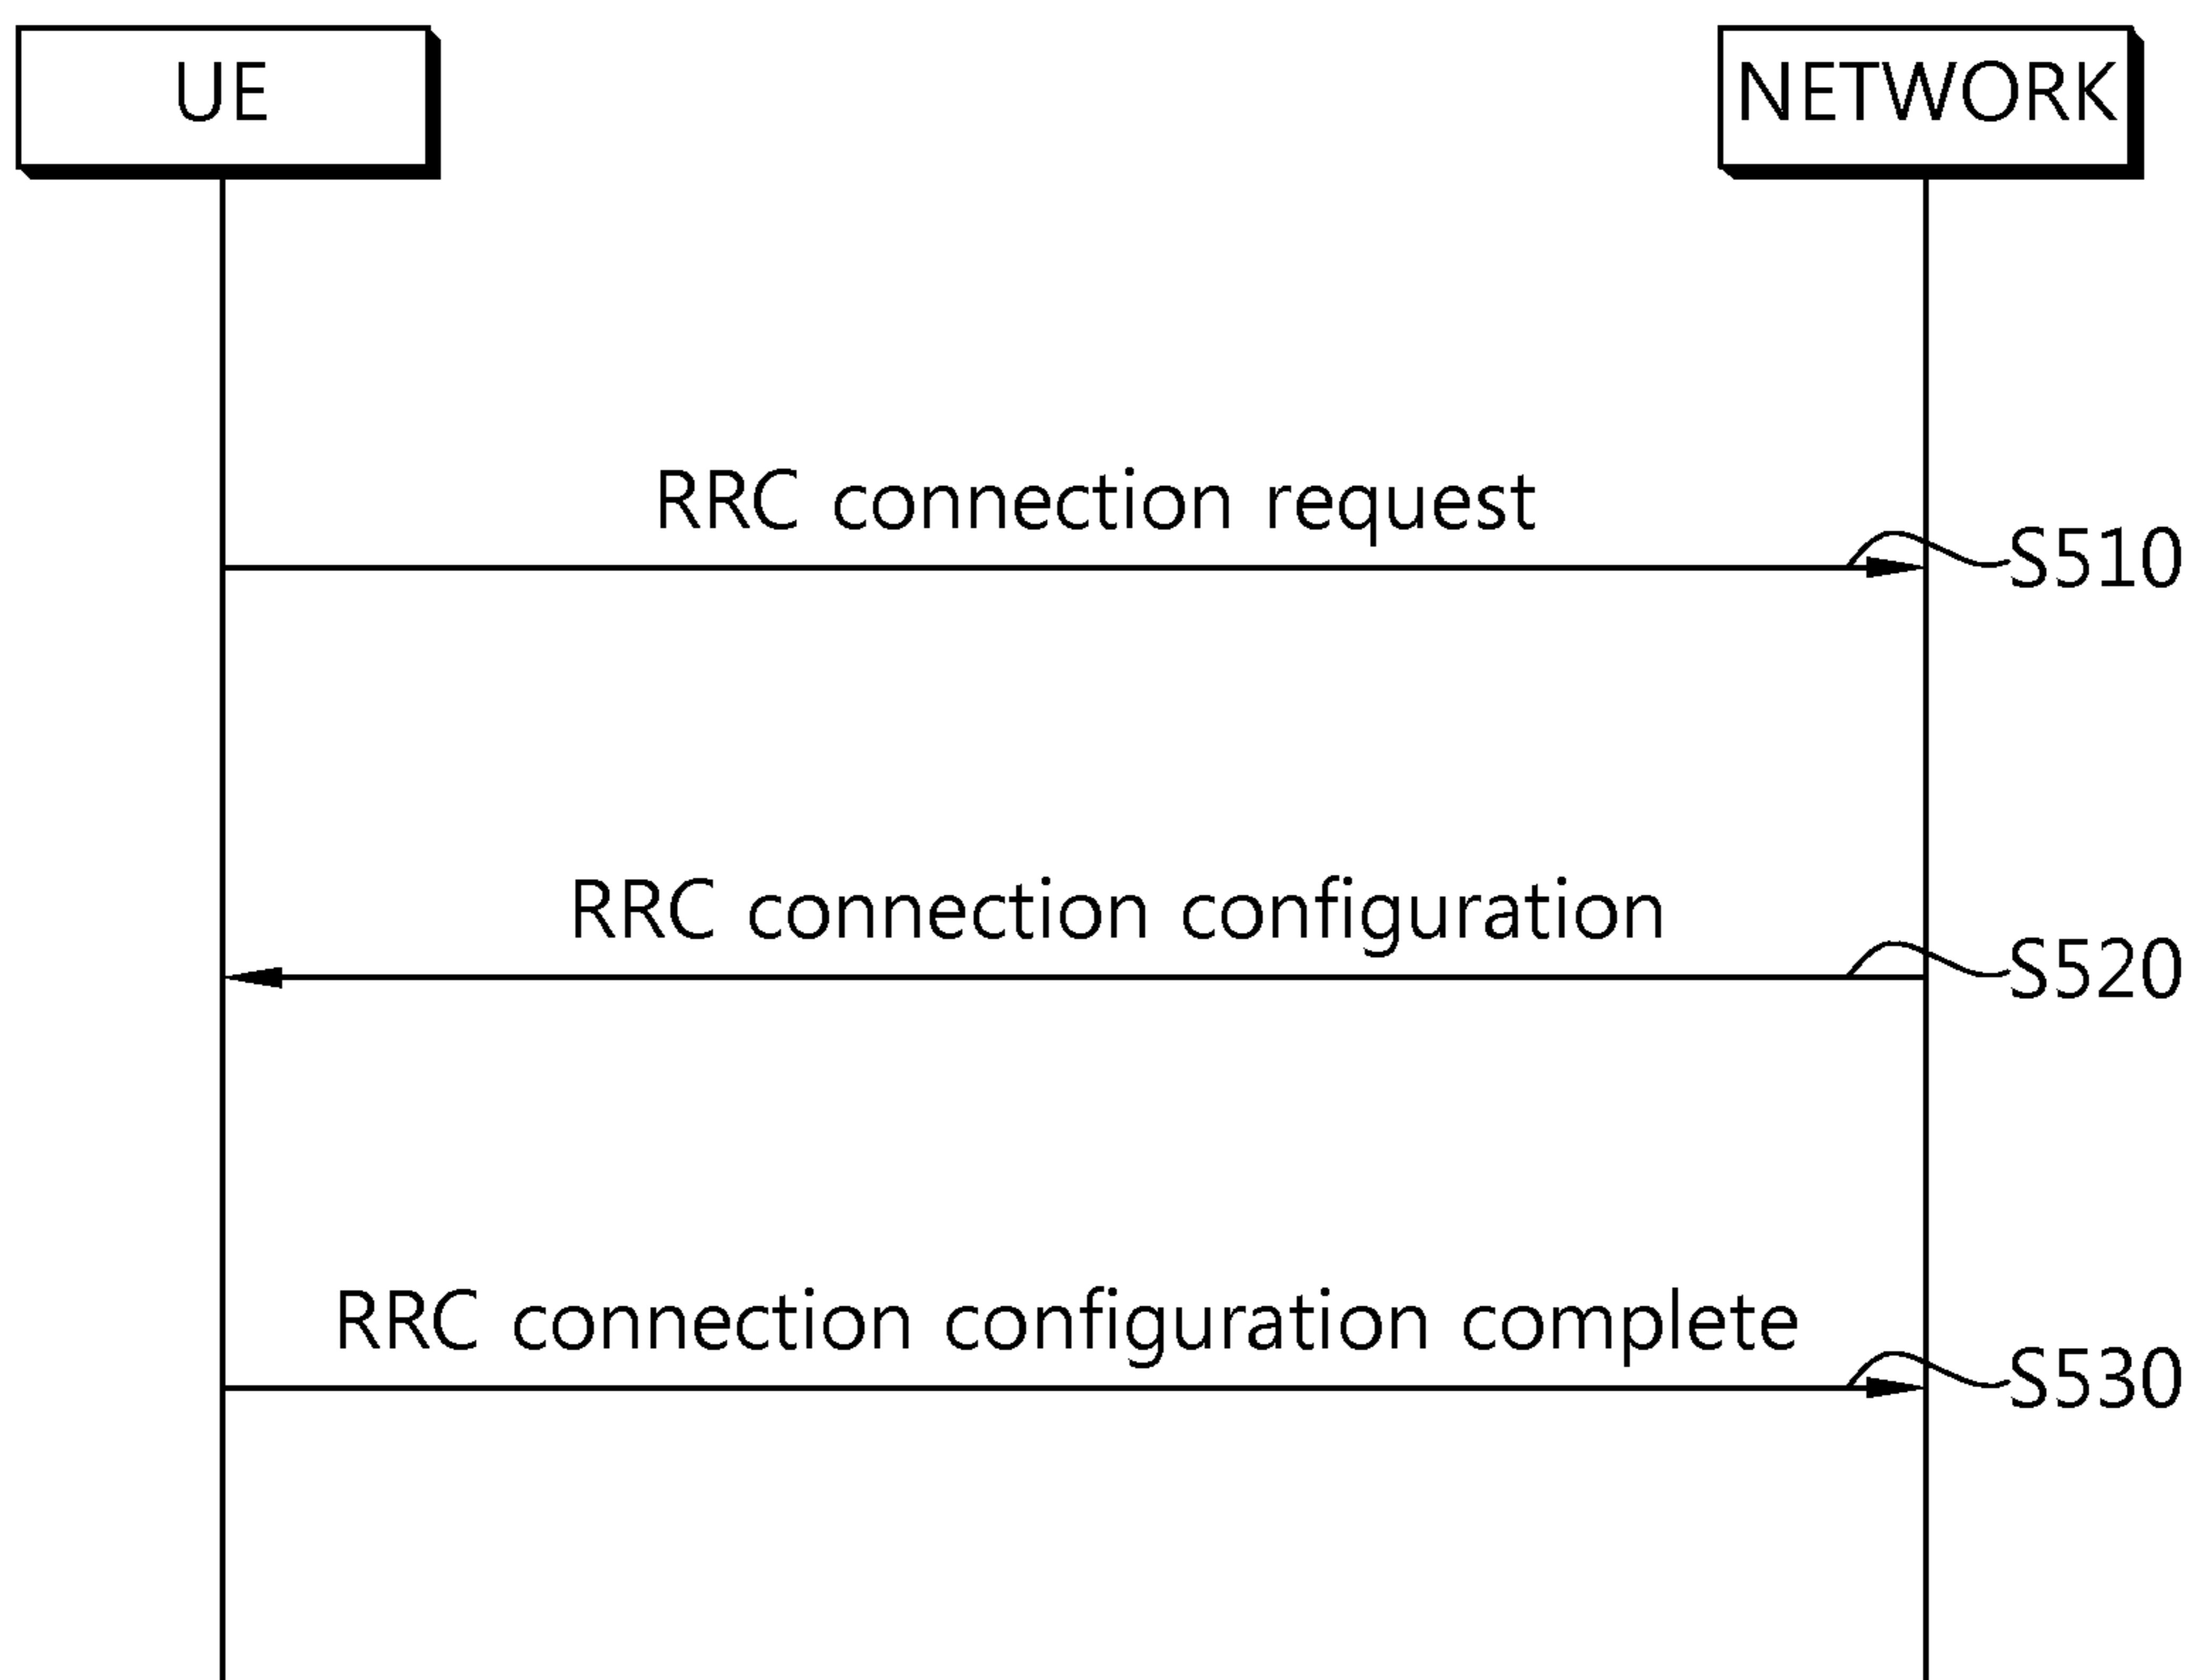 UE
NETWORK
RRC connection request
S510
RRC connection configuration
S520
RRC connection configuration complete
S530